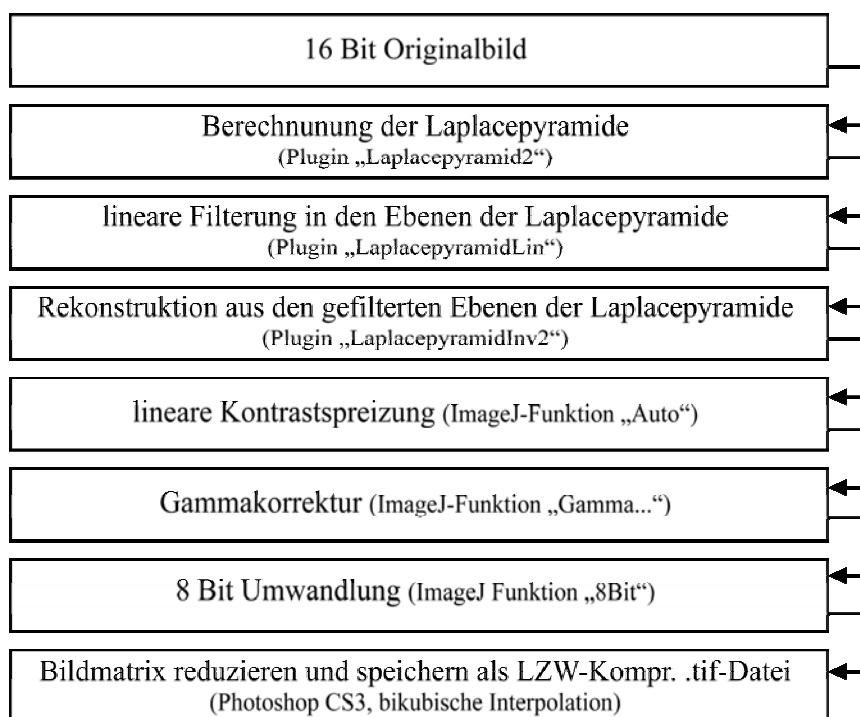 16 Bit Originalbild
Berechnunung der Laplacepyramide
(Plugin „Laplacepyramid2“)
lineare Filterung in den Ebenen der Laplacepyramide
(Plugin „LaplacepyramidLin“)
Rekonstruktion aus den gefilterten Ebenen der Laplacepyramide
(Plugin „LaplacepyramidInv2“)
lineare Kontrastspreizung (ImageJ-Funktion „Auto“)
Gammakorrektur (ImageJ-Funktion „Gamma...“)
8 Bit Umwandlung (ImageJ Funktion „8Bit“)
Bildmatrix reduzieren und speichern als LZW-Kompr. .tif-Datei
(Photoshop CS3, bikubische Interpolation)